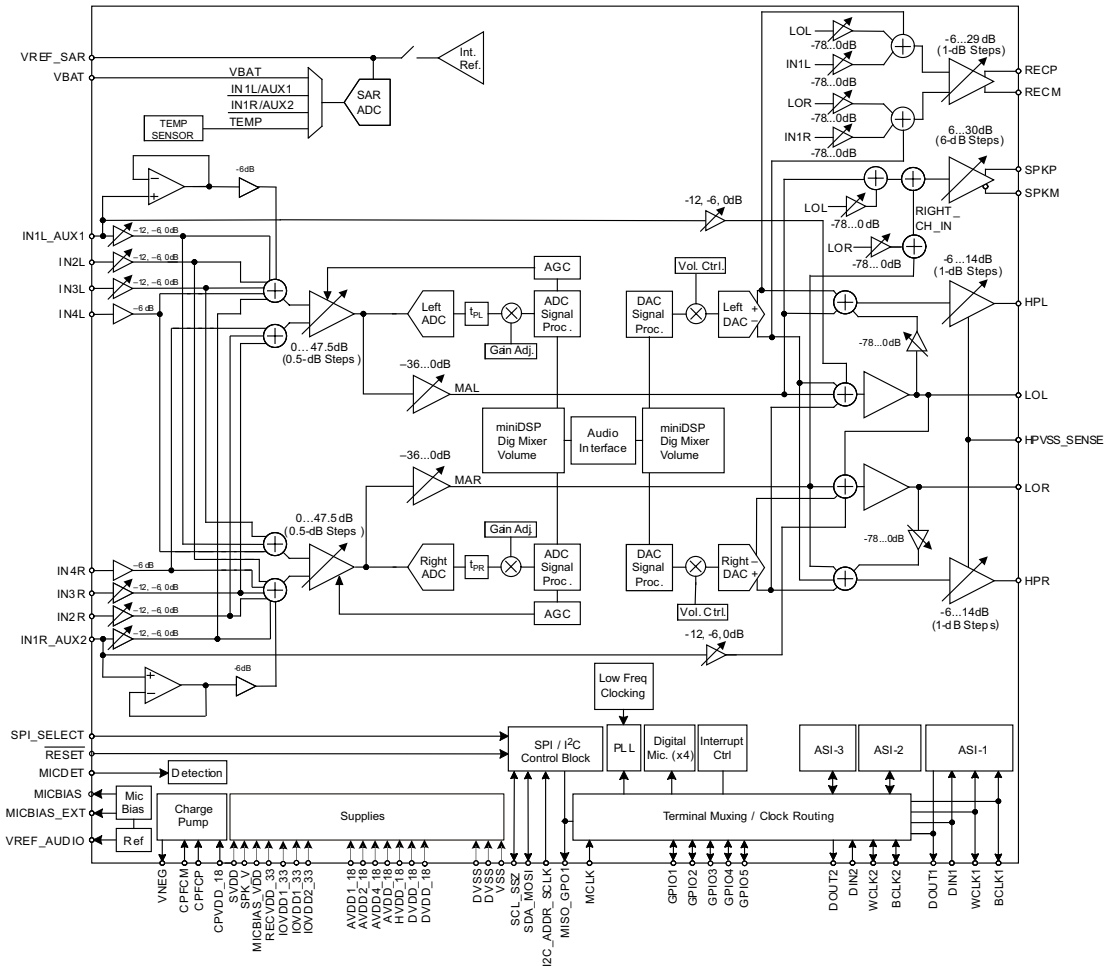 VREF_SAR
VBAT
VBAT
IN1L/AUX1
IN1R/AUX2
TEMP
TEMP
SENSOR
SAR
ADC
Int.
Ref.
LOL
-78...0dB
IN1L
-78...0dB
LOR
-78...0dB
IN1R
-78...0dB
-6...29dB
(1-dB Steps)
RECP
RECM
6...30dB
(6-dB Steps)
SPKP
SPKM
LOL
-78...0dB
RIGHT_
CH_IN
LOR
-78...0dB
-6dB
-12, -6, 0dB
IN1L_AUX1
-12, -6, 0dB
IN2L
-12, -6, 0dB
IN3L
-12, -6, 0dB
IN4L
-6dB
0...47.5dB
(0.5-dB Steps)
AGC
Left
ADC
tPL
Gain Adj.
ADC
Signal
Proc.
DAC
Signal
Proc.
Vol. Ctrl.
Left +
DAC –
-6...14dB
(1-dB Steps)
HPL
-78...0dB
–36...0dB
MAL
LOL
miniDSP
Dig Mixer
Volume
Audio
Interface
miniDSP
Dig Mixer
Volume
HPVSS_SENSE
–36...0dB
MAR
LOR
0...47.5dB
(0.5-dB Steps)
Right
ADC
tPR
Gain Adj.
ADC
Signal
Proc.
AGC
DAC
Signal
Proc.
Vol. Ctrl.
Right –
DAC +
-78...0dB
HPR
-6...14dB
(1-dB Steps)
IN4R
-6dB
IN3R
-12, -6, 0dB
IN2R
-12, -6, 0dB
IN1R_AUX2
-12, -6, 0dB
-12, -6, 0dB
-6dB
Low Freq
Clocking
SPI_SELECT
RESET
MICDET
Detection
MICBIAS
MICBIAS_EXT
Mic
Bias
VREF_AUDIO
Ref
Charge
Pump
Supplies
SPI / I2C
Control Block
PLL
Digital
Mic. (x4)
Interrupt
Ctrl
ASI-3
ASI-2
ASI-1
Terminal Muxing / Clock Routing
VNEG
CPFCM
CPFCP
CPVDD_18
SVDD
SPK_V
MICBIAS_VDD
RECVDD_33
IOVDD1_33
IOVDD1_33
IOVDD2_33
AVDD1_18
AVDD2_18
AVDD4_18
AVDD_18
HVDD_18
DVDD_18
DVDD_18
DVSS
DVSS
VSS
SCL_SSZ
SDA_MOSI
I2C_ADDR_SCLK
MISO_GPO1
MCLK
GPIO1
GPIO2
GPIO3
GPIO4
GPIO5
DOUT2
DIN2
WCLK2
BCLK2
DOUT1
DIN1
WCLK1
BCLK1